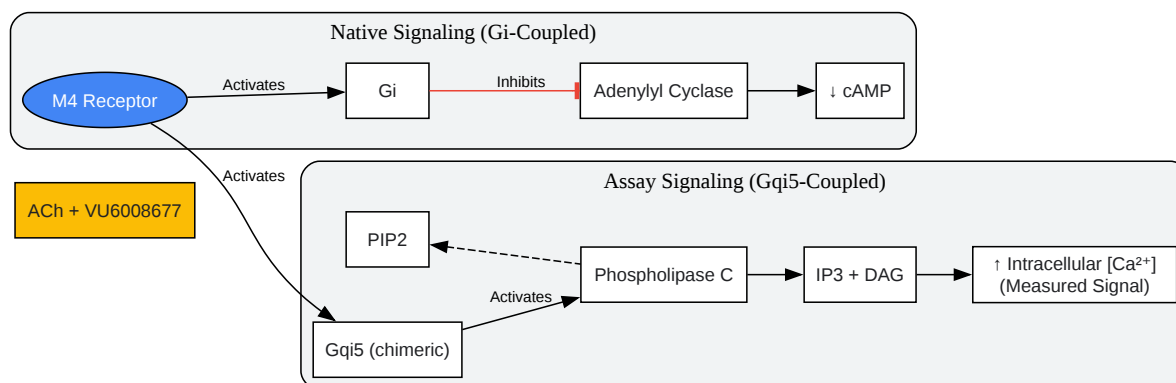 Native Signaling (Gi-Coupled)
M4 Receptor
Activates
Gi
Inhibits
Adenylyl Cyclase
↓ cAMP
Activates
ACh + VU6008677
Assay Signaling (Gqi5-Coupled)
PIP2
Phospholipase C
IP3 + DAG
↑ Intracellular [Ca²⁺]
(Measured Signal)
Activates
Gqi5 (chimeric)